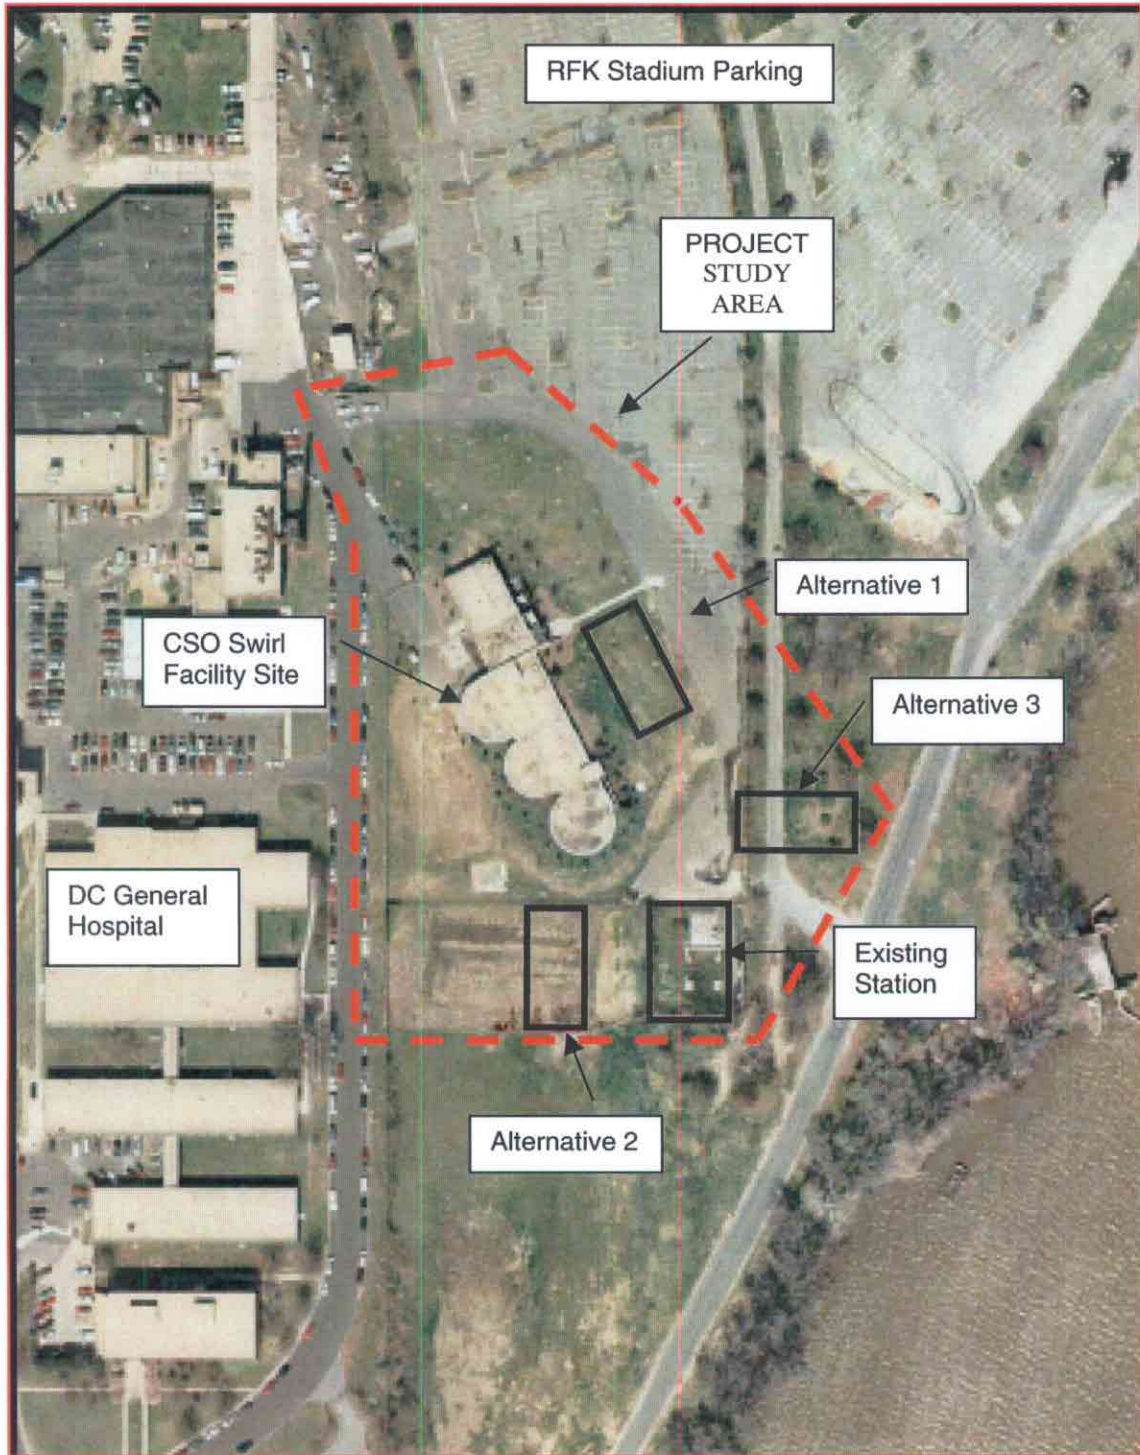 RFK Stadium Parking
PROJECT
STUDY
AREA
Alternative 1
CSO Swirl
Facility Site
Alternative 3
DC General
Hospital
Existing
Station
Alternative 2